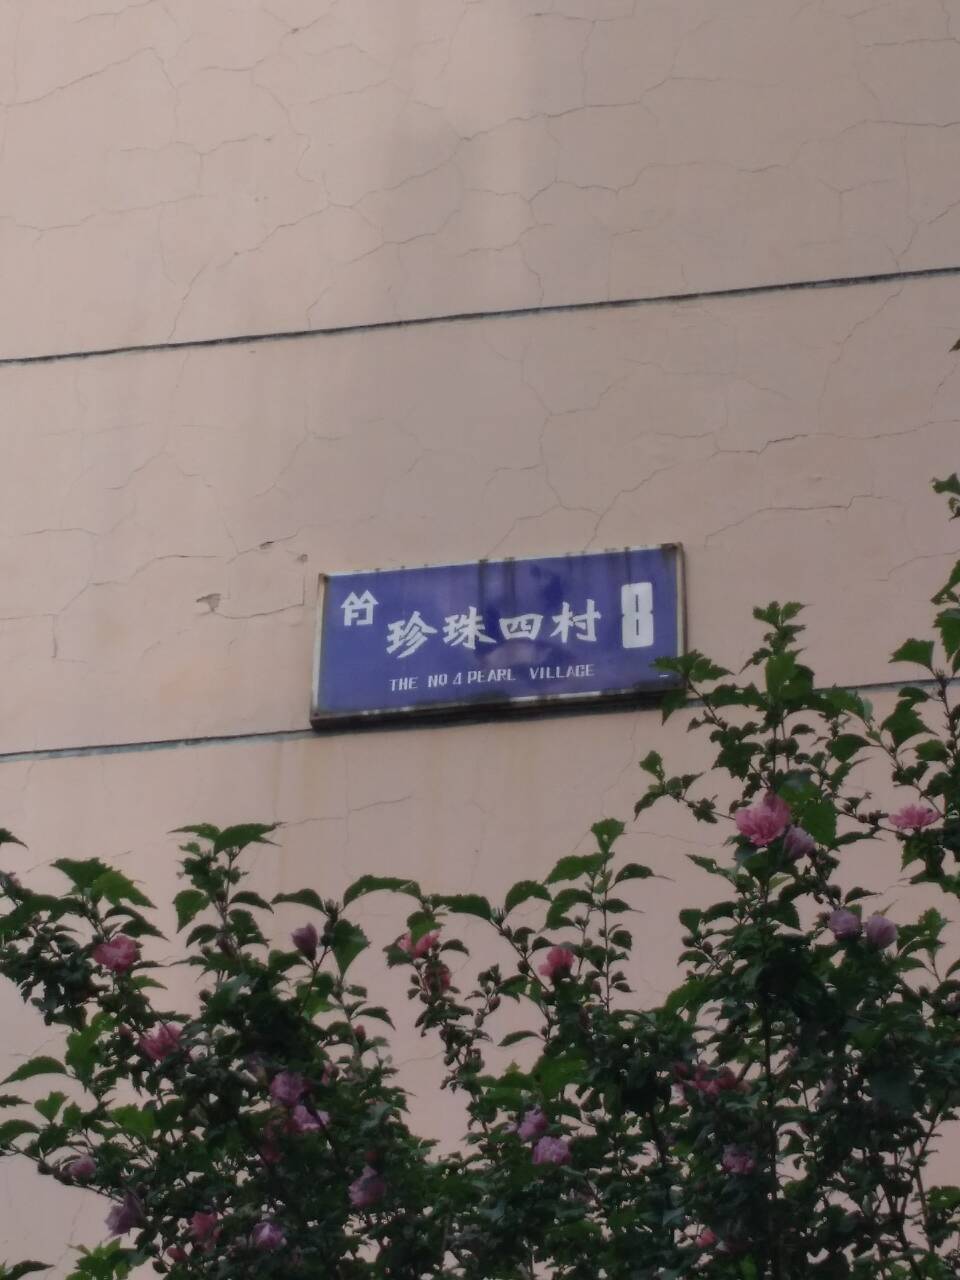 珍珠四村 8
THE NO 4 PEARL VILLAGE